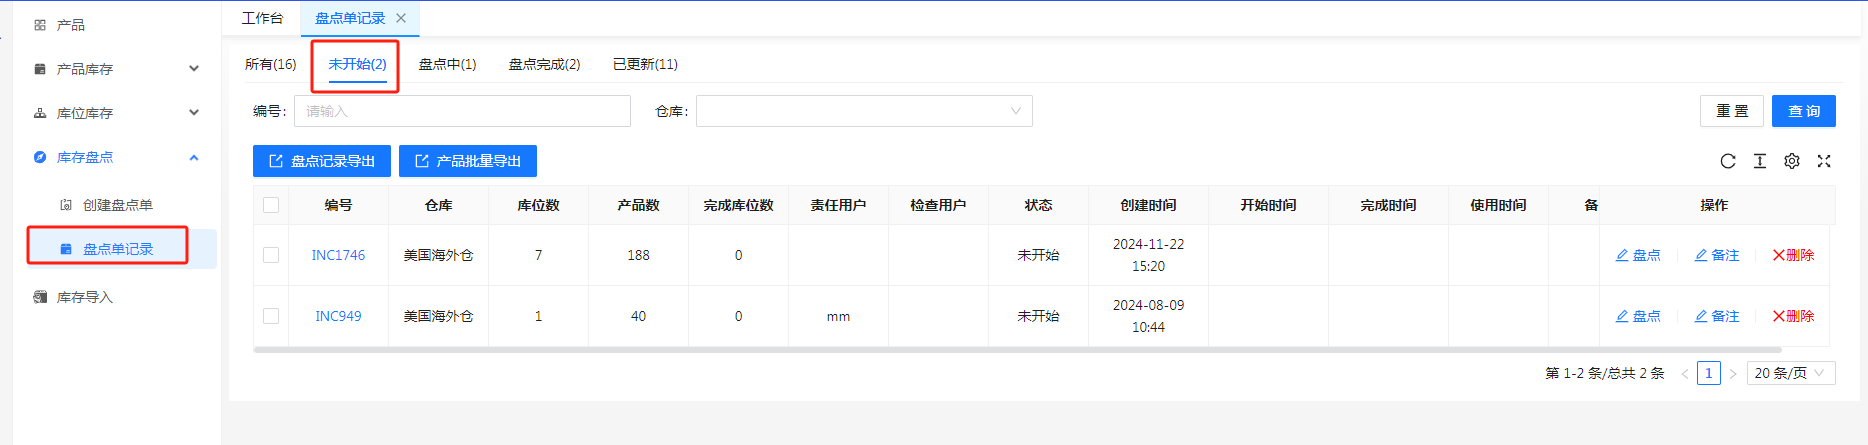 产品
产品库存
库位库存
库存盘点
创建盘点单
盘点单记录
库存导入
工作台 盘点单记录
所有(16) 未开始(2) 盘点中(1) 盘点完成(2) 已更新(11)
编号: 请输入 仓库: 重 置 查 询
盘点记录导出 产品批量导出
编号 仓库 库位数 产品数 完成库位数 责任用户 检查用户 状态 创建时间 开始时间 完成时间 使用时间 备 操作
INC1746 美国海外仓 7 188 0 未开始 2024-11-22 15:20 盘点 备注 删除
INC949 美国海外仓 1 40 0 mm 未开始 2024-08-09 10:44 盘点 备注 删除
第 1-2 条/总共 2 条 < 1 > 20 条/页